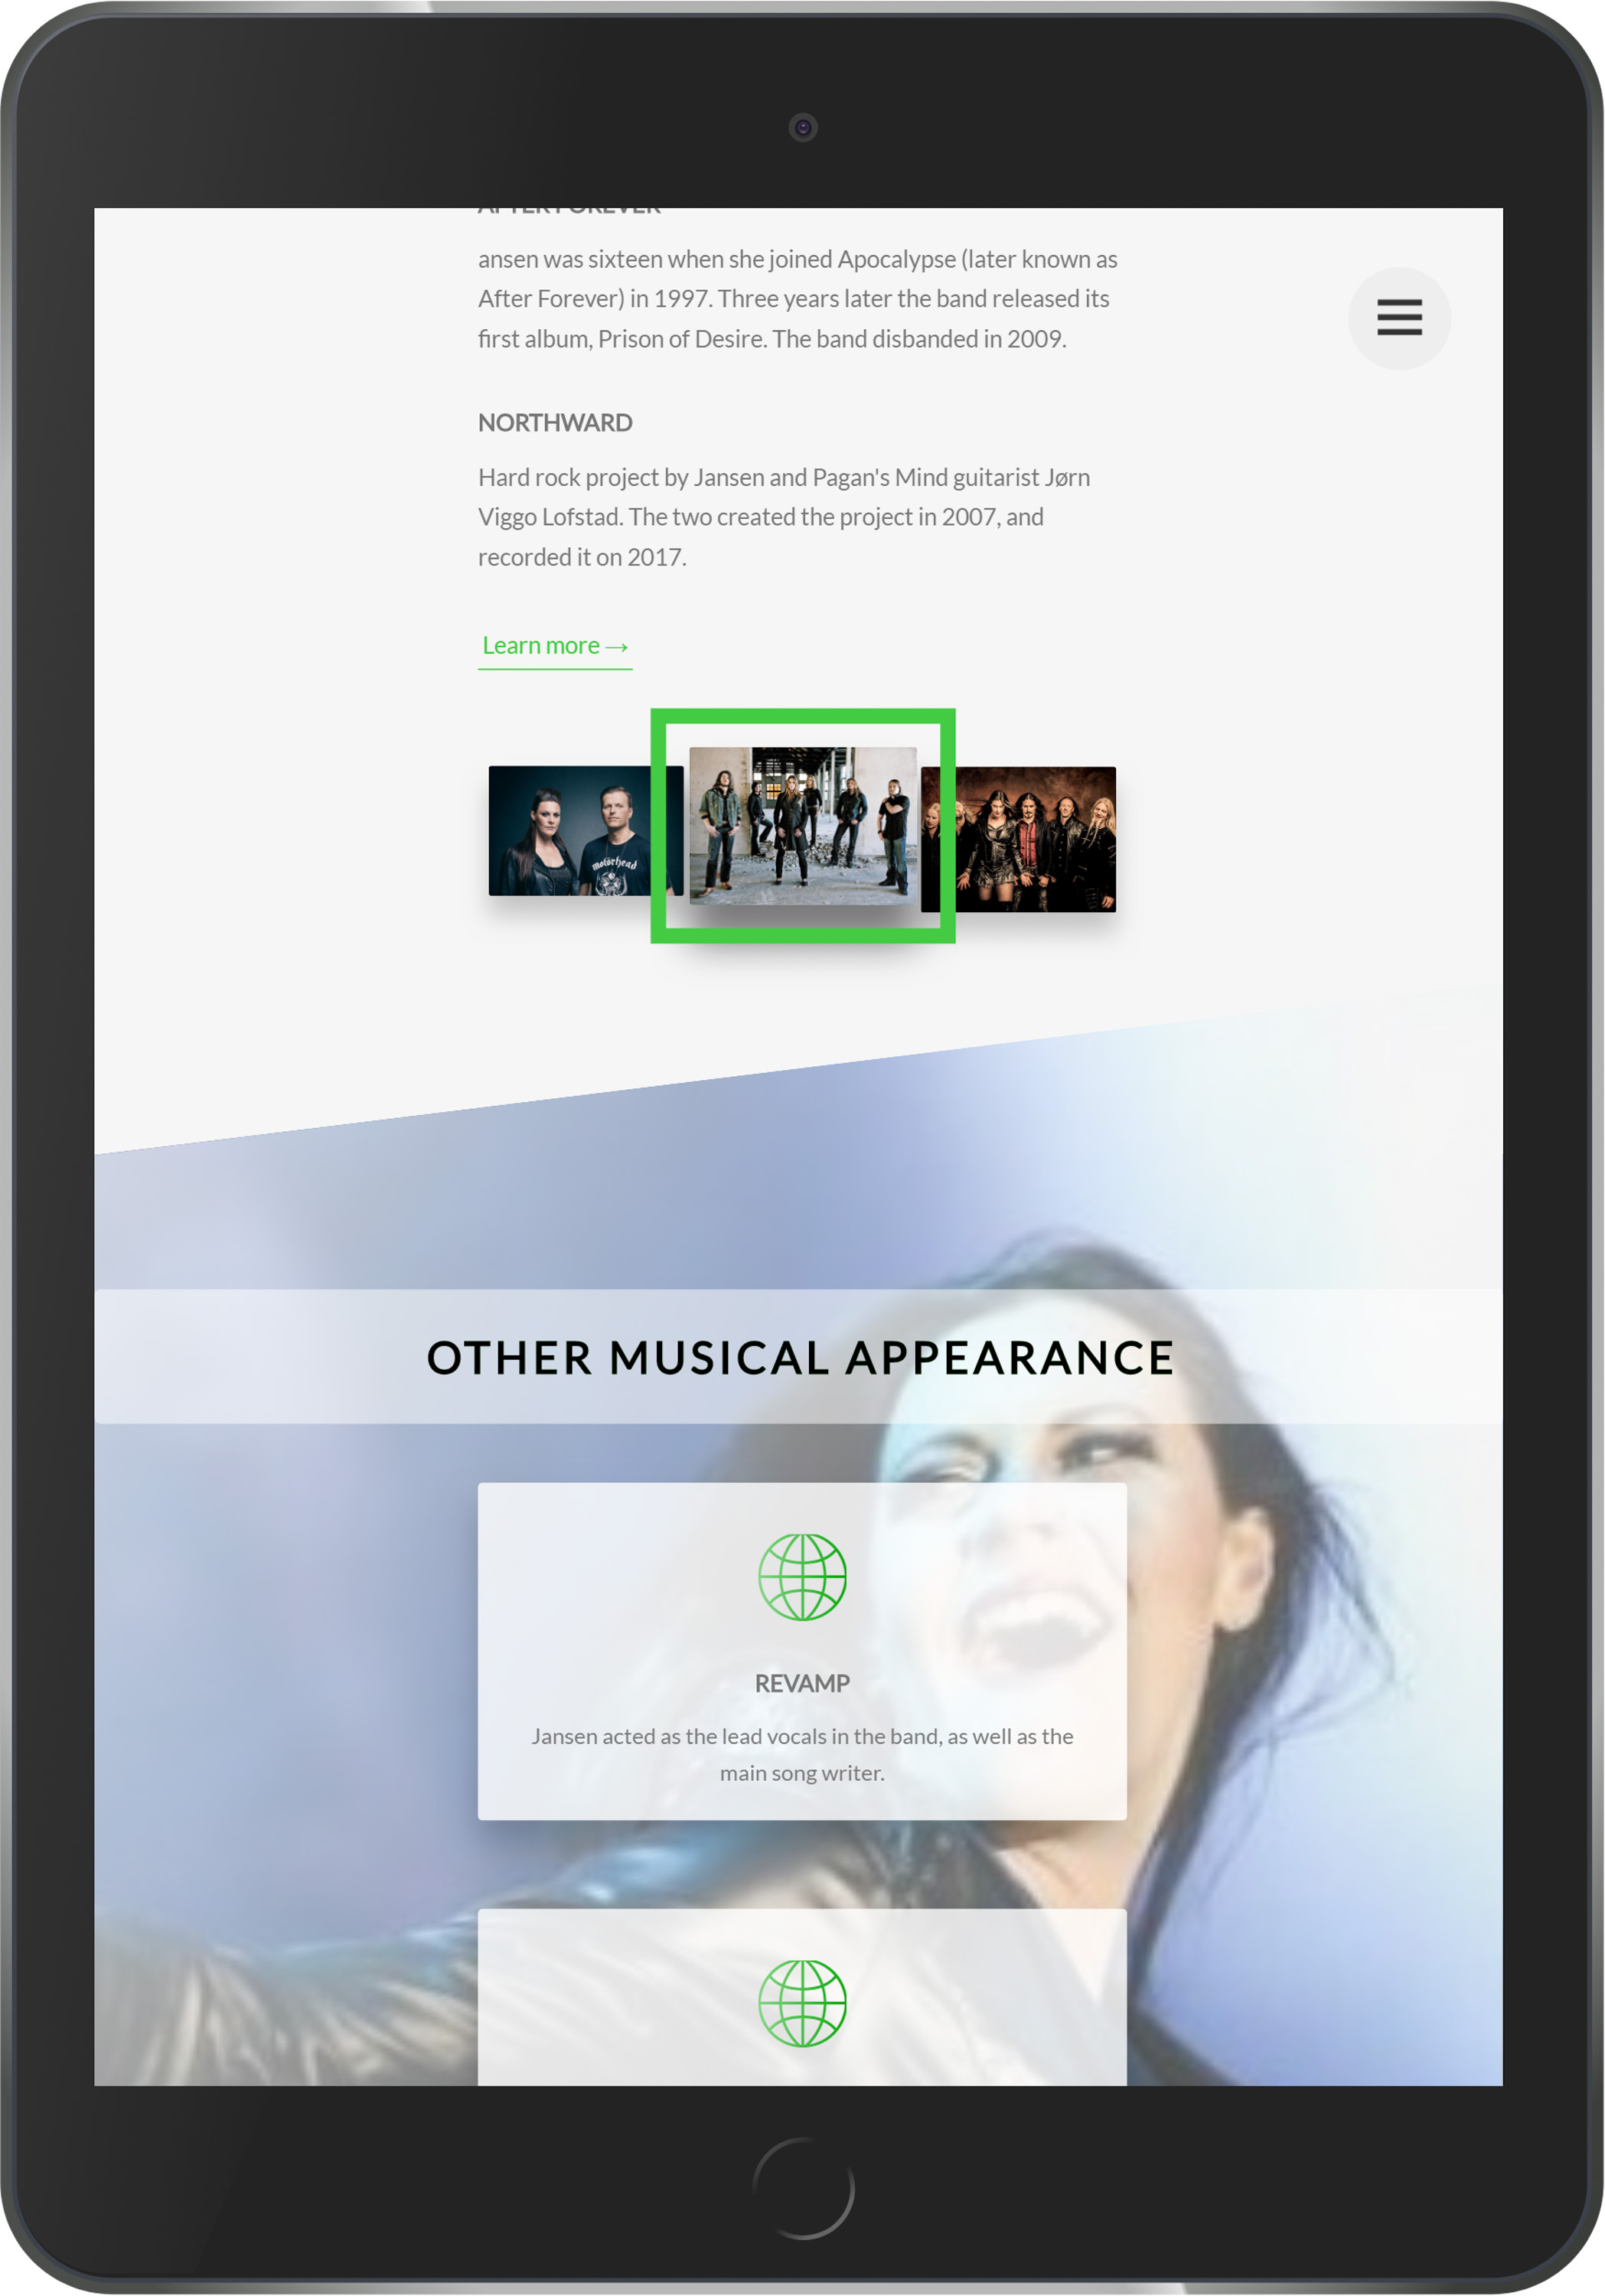 AFTER FOREVER
ansen was sixteen when she joined Apocalypse (later known as
After Forever) in 1997. Three years later the band released its
first album, Prison of Desire. The band disbanded in 2009.
NORTHWARD
Hard rock project by Jansen and Pagan's Mind guitarist Jørn
Viggo Lofstad. The two created the project in 2007, and
recorded it on 2017.
Learn more →
motörhead
OTHER MUSICAL APPEARANCE
REVAMP
Jansen acted as the lead vocals in the band, as well as the
main song writer.